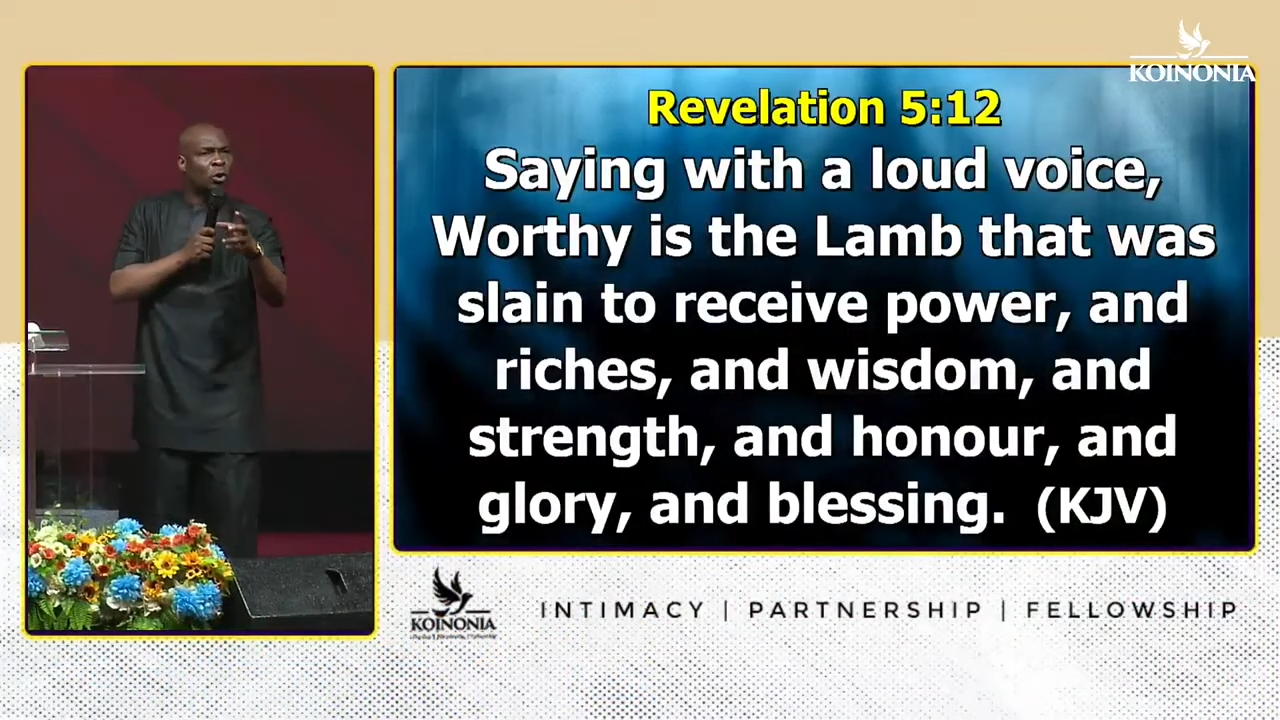 KOINONIA
Revelation 5:12
Saying with a loud voice,
Worthy is the Lamb that was
slain to receive power, and
riches, and wisdom, and
strength, and honour, and
glory, and blessing. (KJV)
KOINONIA
INTIMACY | PARTNERSHIP | FELLOWSHIP